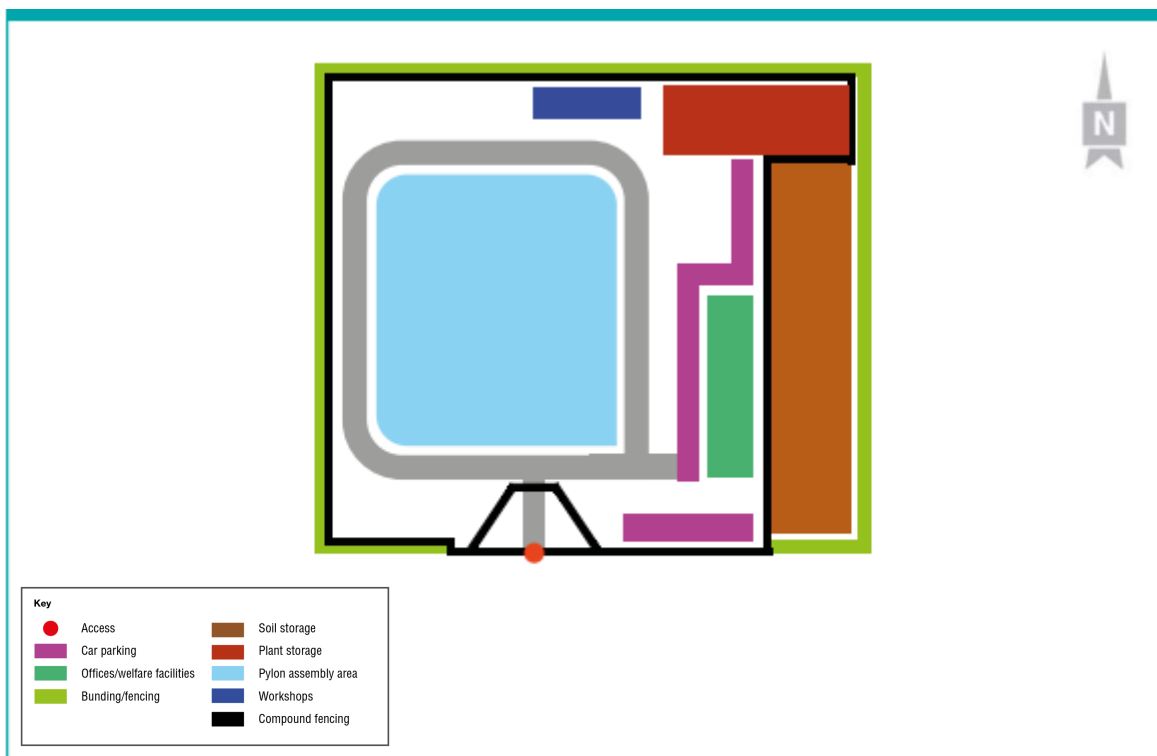 N
Key
Access
Car parking
Offices/welfare facilities
Bunding/fencing
Soil storage
Plant storage
Pylon assembly area
Workshops
Compound fencing